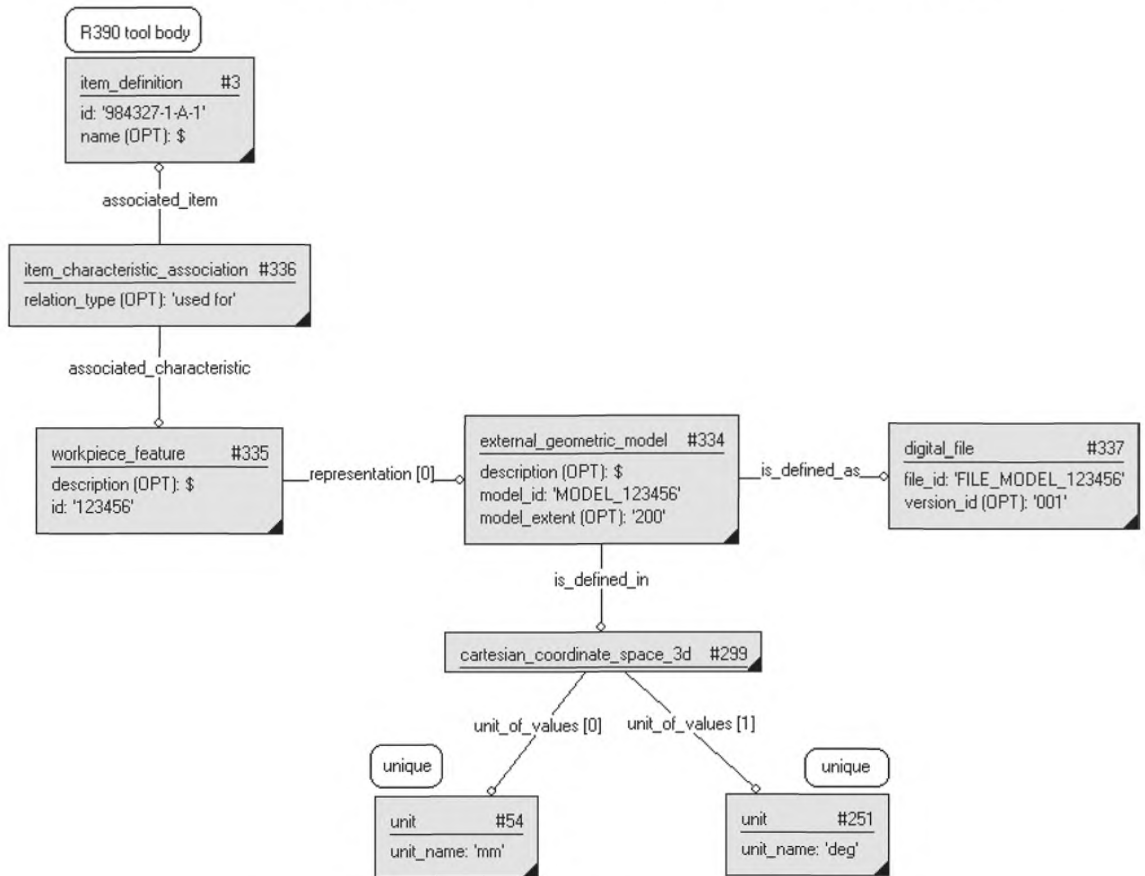 R390 tool body
item_definition #3
id: '984327-1-A-1'
name (OPT): $
associated_item
item_characteristic_association #336
relation_type (OPT): 'used for'
associated_characteristic
workpiece_feature #335
description (OPT): $
id: '123456'
representation [0]
external_geometric_model #334
description (OPT): $
model_id: 'MODEL_123456'
model_extent (OPT): '200'
is_defined_as
digital_file #337
file_id: 'FILE_MODEL_123456'
version_id (OPT): '001'
is_defined_in
cartesian_coordinate_space_3d #299
unit_of_values [0]
unit_of_values [1]
unique
unit #54
unit_name: 'mm'
unique
unit #251
unit_name: 'deg'